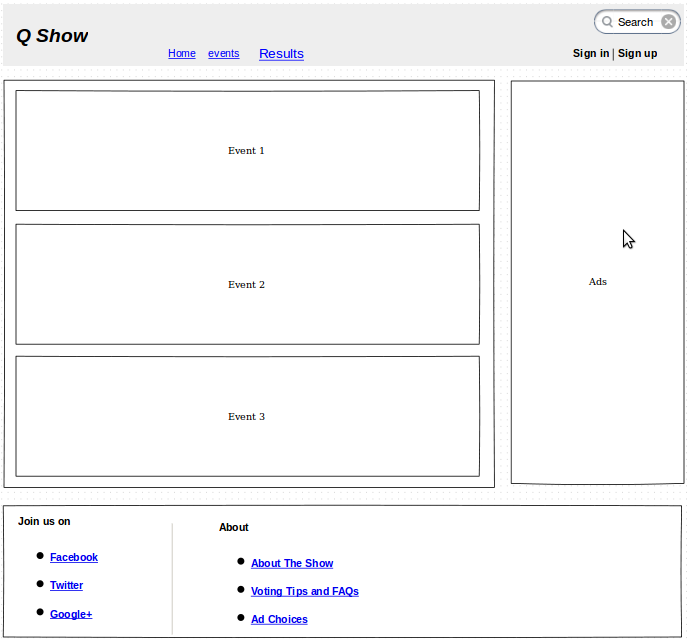 Search
Q Show
Home events Results
Sign in | Sign up
Event 1
Event 2
Event 3
Ads
Join us on
Facebook
Twitter
Google+
About
About The Show
Voting Tips and FAQs
Ad Choices